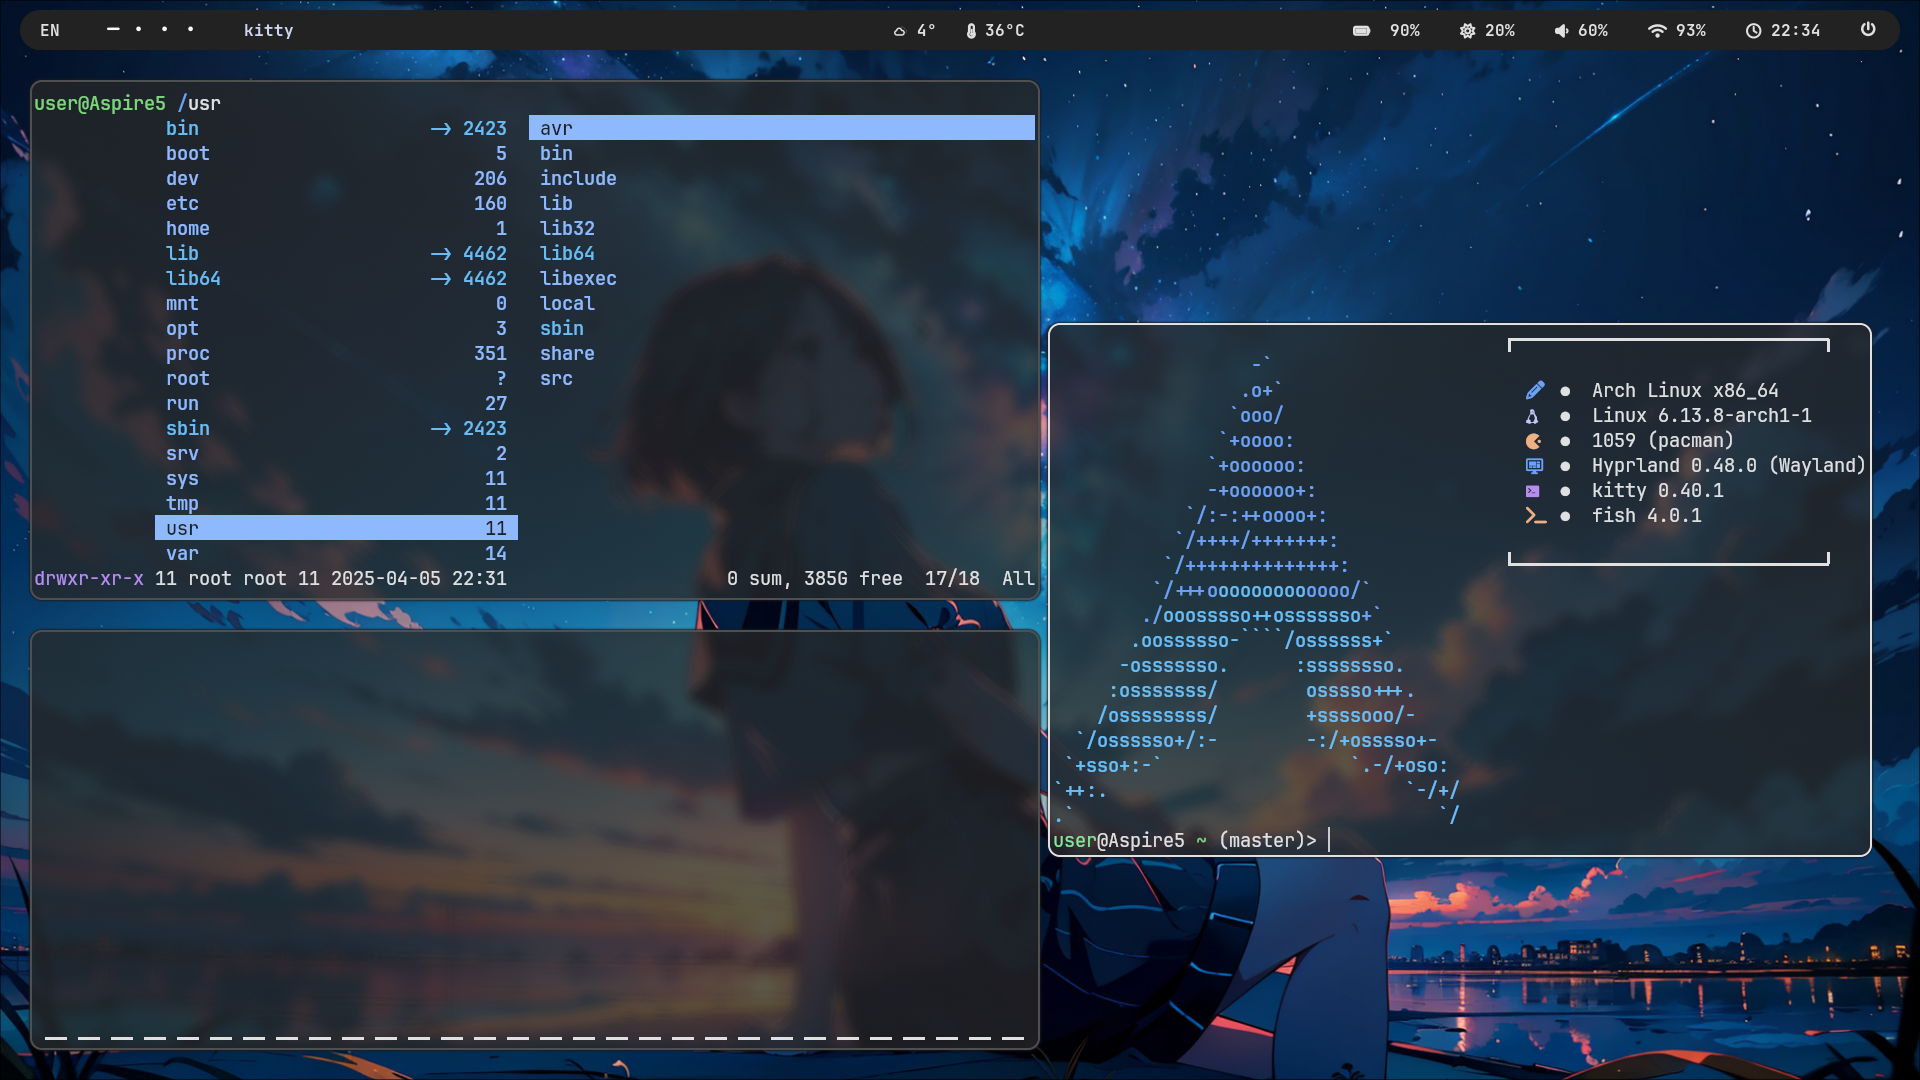 EN kitty 4° 36°C 90% 20% 60% 93% 22:34
user@Aspire5 /usr
bin -> 2423 avr
boot 5 bin
dev 206 include
etc 160 lib
home 1 lib32
lib -> 4462 lib64
lib64 -> 4462 libexec
mnt 0 local
opt 3 sbin
proc 351 share
root ? src
run 27
sbin -> 2423
srv 2
sys 11
tmp 11
usr 11
var 14
drwxr-xr-x 11 root root 11 2025-04-05 22:31 0 sum, 385G free 17/18 All
-`
.o+`
`ooo/
`+oooo:
`+oooooo:
-+oooooo+:
`/:-:++oooo+:
`/++++/+++++++:
`/++++++++++++++:
`/+++ooooooooooooo/`
./ooosssso++osssssso+`
.oossssso-````/ossssss+`
-osssssso. :ssssssso.
:osssssss/ osssso+++.
/ossssssss/ +ssssooo/-
`/ossssso+/:- -:/+osssso+-
`+sso+:-` `.-/+oso:
`++:. `-/+/
.` `/
Arch Linux x86_64
Linux 6.13.8-arch1-1
1059 (pacman)
Hyprland 0.48.0 (Wayland)
kitty 0.40.1
fish 4.0.1
user@Aspire5 ~ (master)>